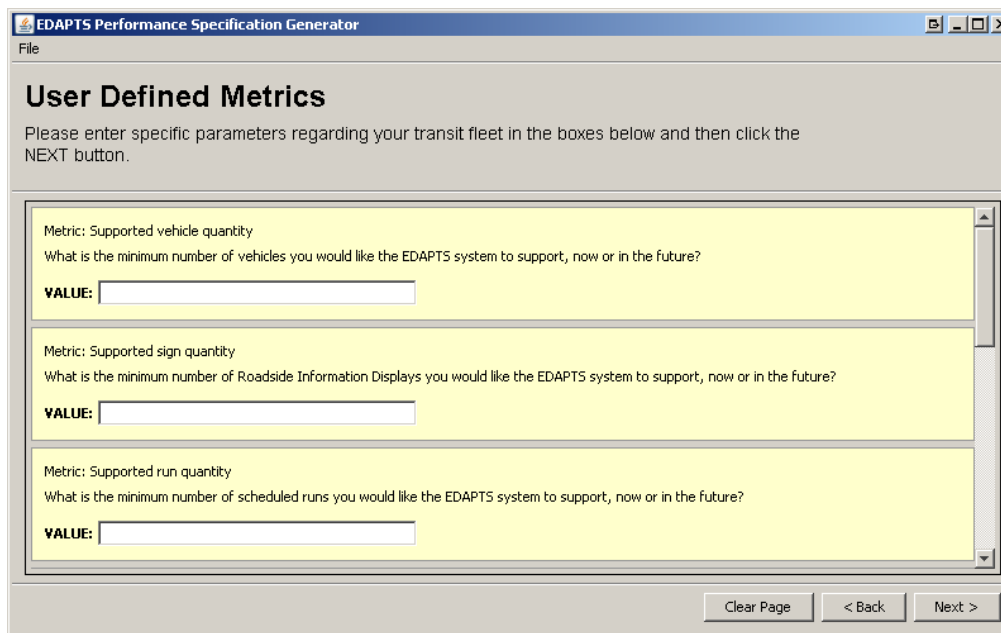 EDAPTS Performance Specification Generator
File
User Defined Metrics
Please enter specific parameters regarding your transit fleet in the boxes below and then click the
NEXT button.
Metric: Supported vehicle quantity
What is the minimum number of vehicles you would like the EDAPTS system to support, now or in the future?
VALUE:
Metric: Supported sign quantity
What is the minimum number of Roadside Information Displays you would like the EDAPTS system to support, now or in the future?
VALUE:
Metric: Supported run quantity
What is the minimum number of scheduled runs you would like the EDAPTS system to support, now or in the future?
VALUE:
Clear Page
< Back
Next >